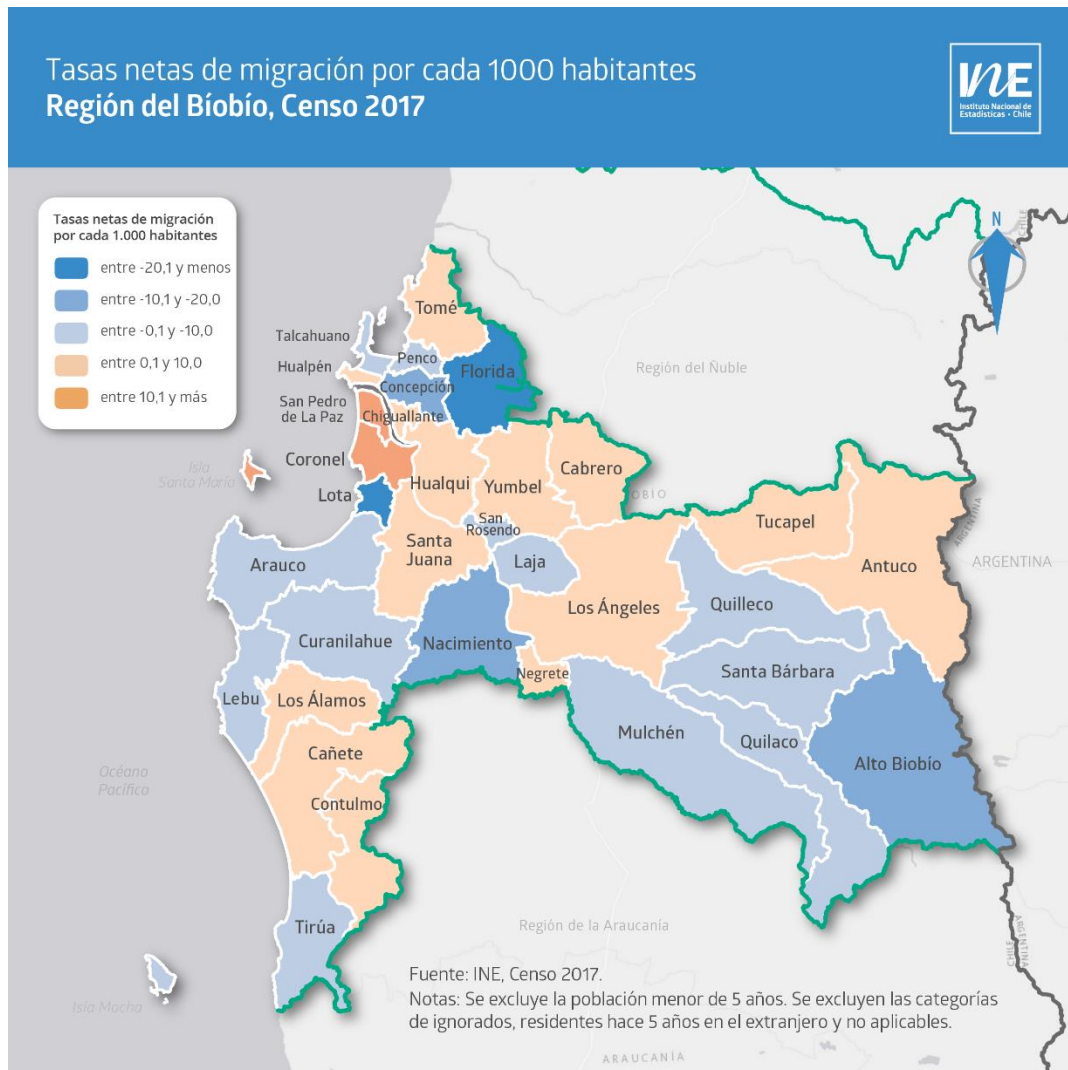 Tasas netas de migración por cada 1000 habitantes
Región del Bíobío, Censo 2017
INE
Instituto Nacional de
Estadísticas • Chile
Tasas netas de migración
por cada 1.000 habitantes
entre -20,1 y menos
entre -10,1 y -20,0
entre -0,1 y -10,0
entre 0,1 y 10,0
entre 10,1 y más
N
CHILE
Tomé
Talcahuano
Penco
Hualpén
Florida
Región del Ñuble
Concepción
San Pedro
de La Paz
Chiguallante
Coronel
Isla
Santa María
Lota
Hualqui
Yumbel
Cabrero
OBÍO
San
Rosendo
Tucapel
ARGENTINA
Santa
Juana
Arauco
Laja
Antuco
ARGENTINA
Los Ángeles
Quilleco
Curanilahue
Nacimiento
Negrete
Santa Bárbara
Lebu
Los Álamos
Mulchén
Quilaco
Cañete
Alto Biobío
Océano
Pacífico
Contulmo
Tirúa
Región de la Araucanía
CHILE
ARGENTINA
Isla Mocha
Fuente: INE, Censo 2017.
Notas: Se excluye la población menor de 5 años. Se excluyen las categorías
de ignorados, residentes hace 5 años en el extranjero y no aplicables.
ARAUCANÍA